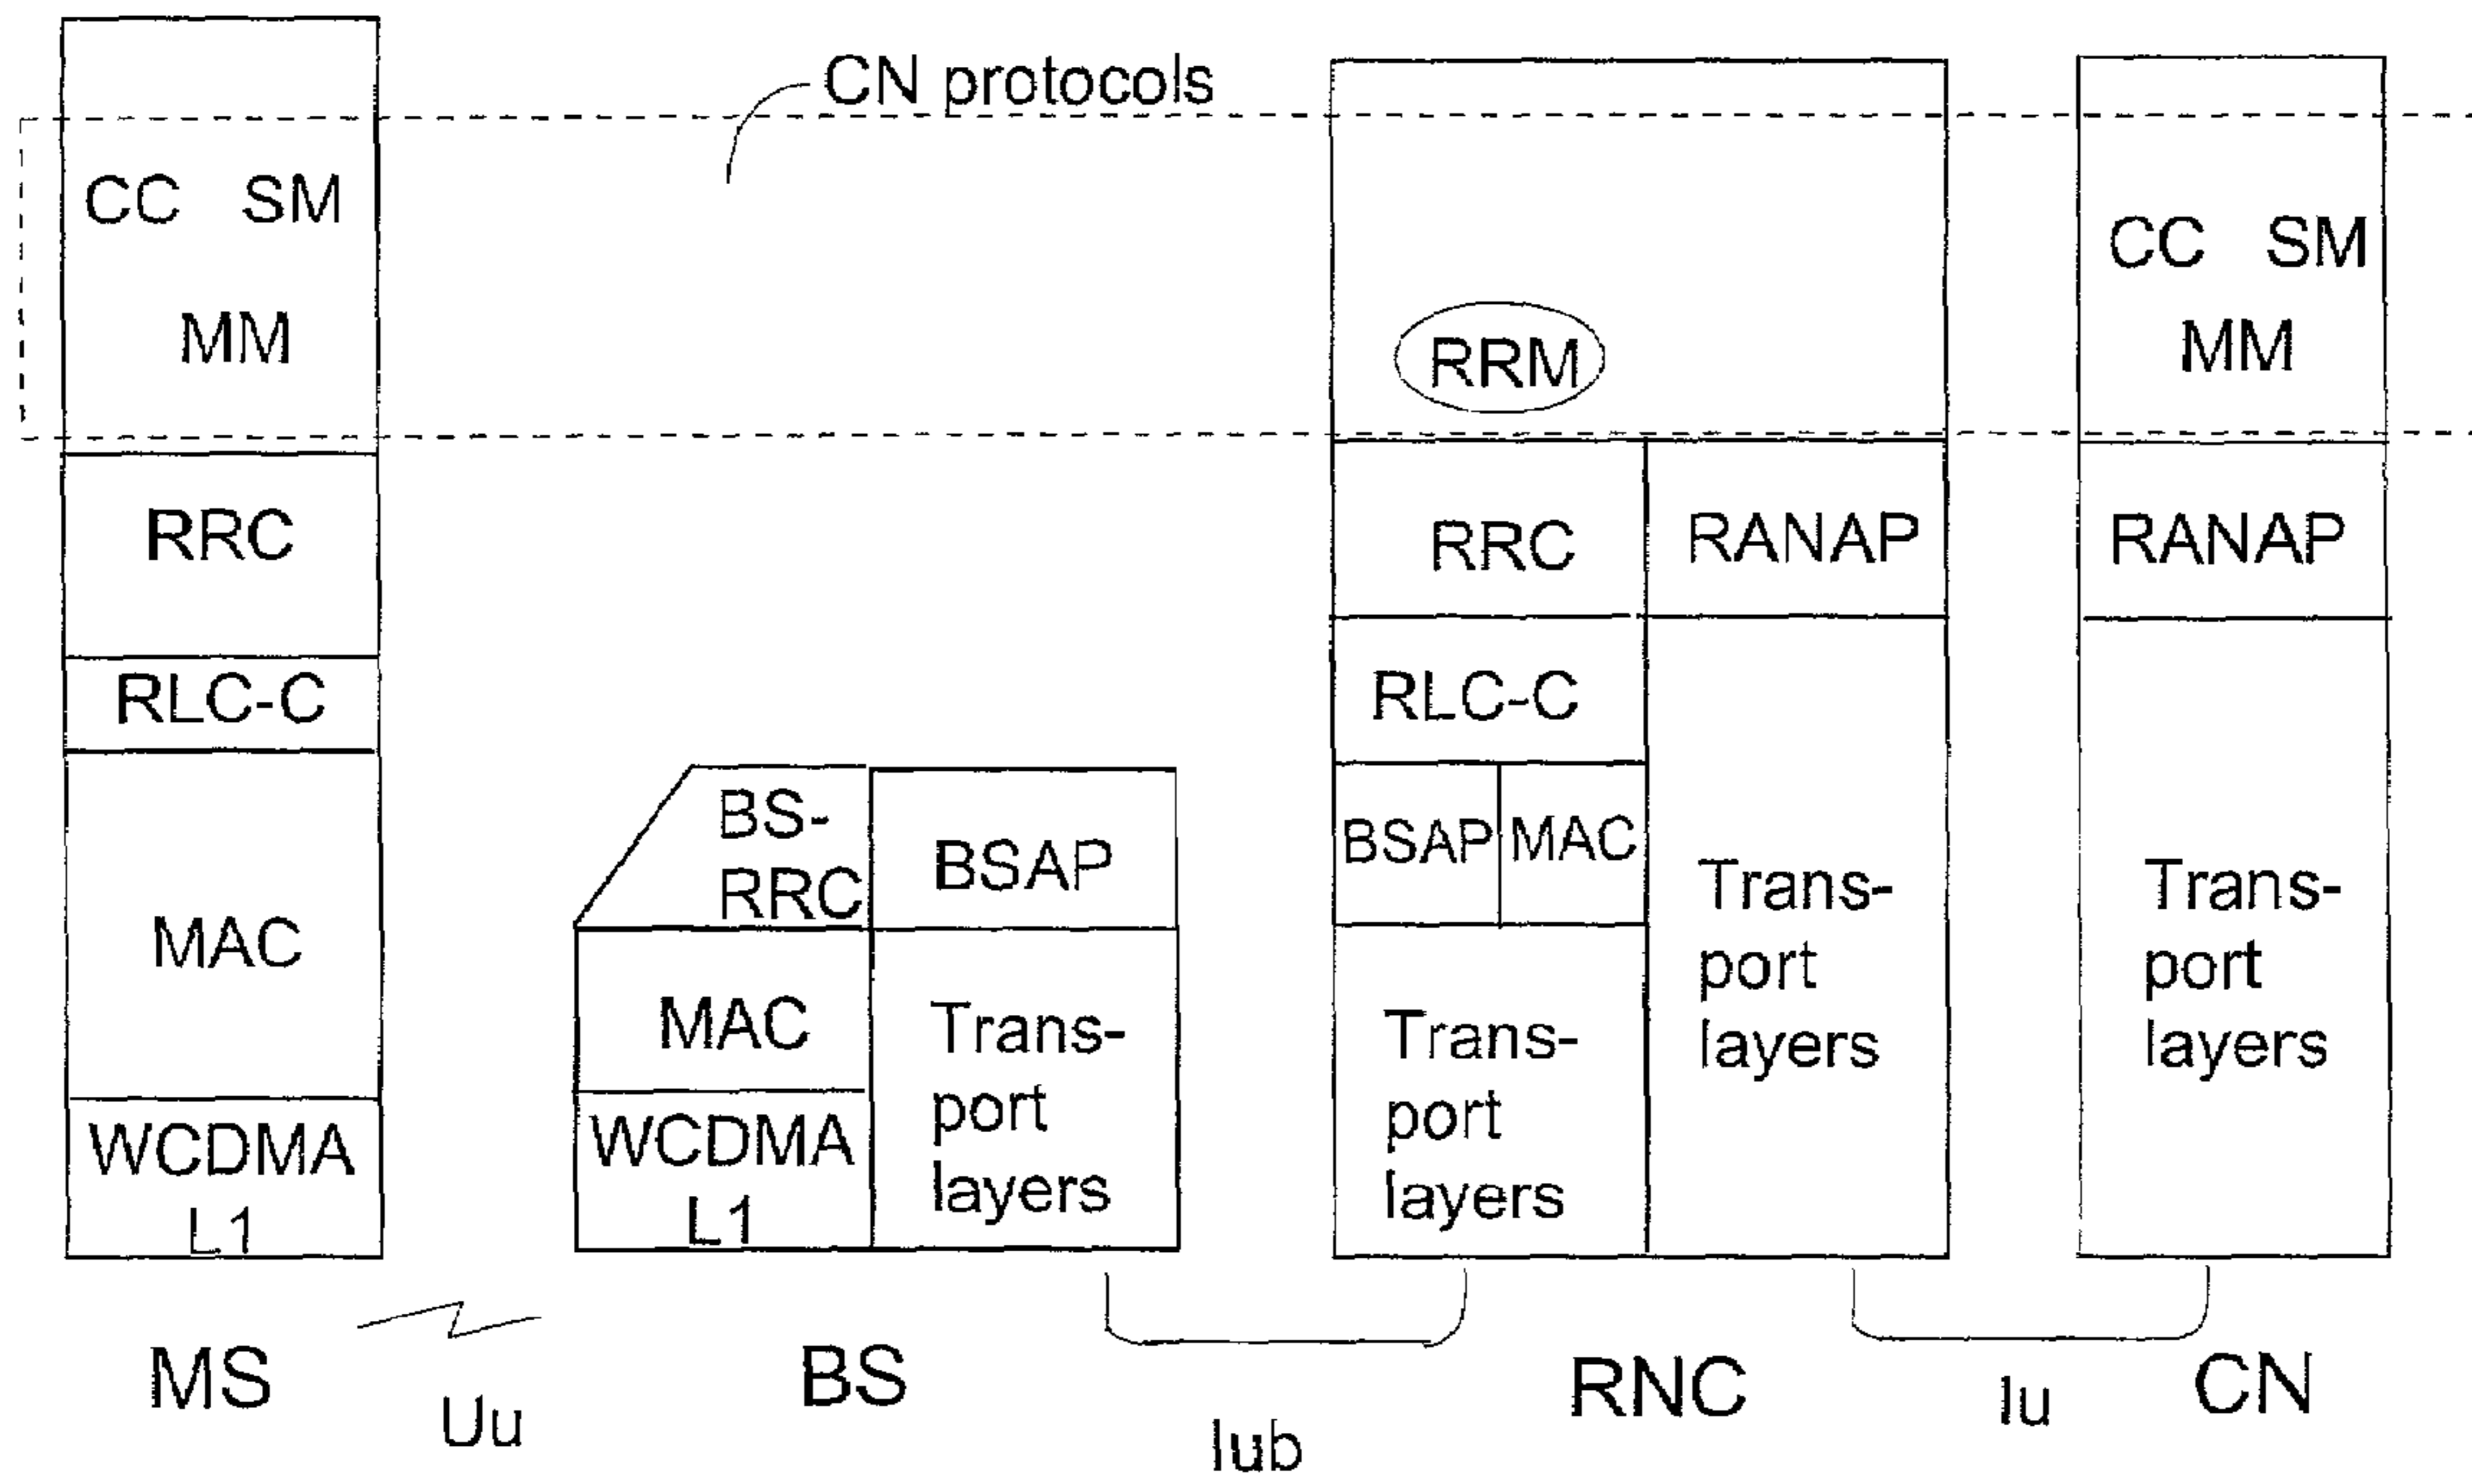 CN protocols
CC SM
MM
RRC
RLC-C
MAC
WCDMA
L1
MS
Uu
BS-
RRC
BSAP
MAC
Trans-
port
layers
WCDMA
L1
BS
Iub
RRM
RRC
RANAP
RLC-C
BSAP
MAC
Trans-
port
layers
Trans-
port
layers
RNC
Iu
CC SM
MM
RANAP
Trans-
port
layers
CN